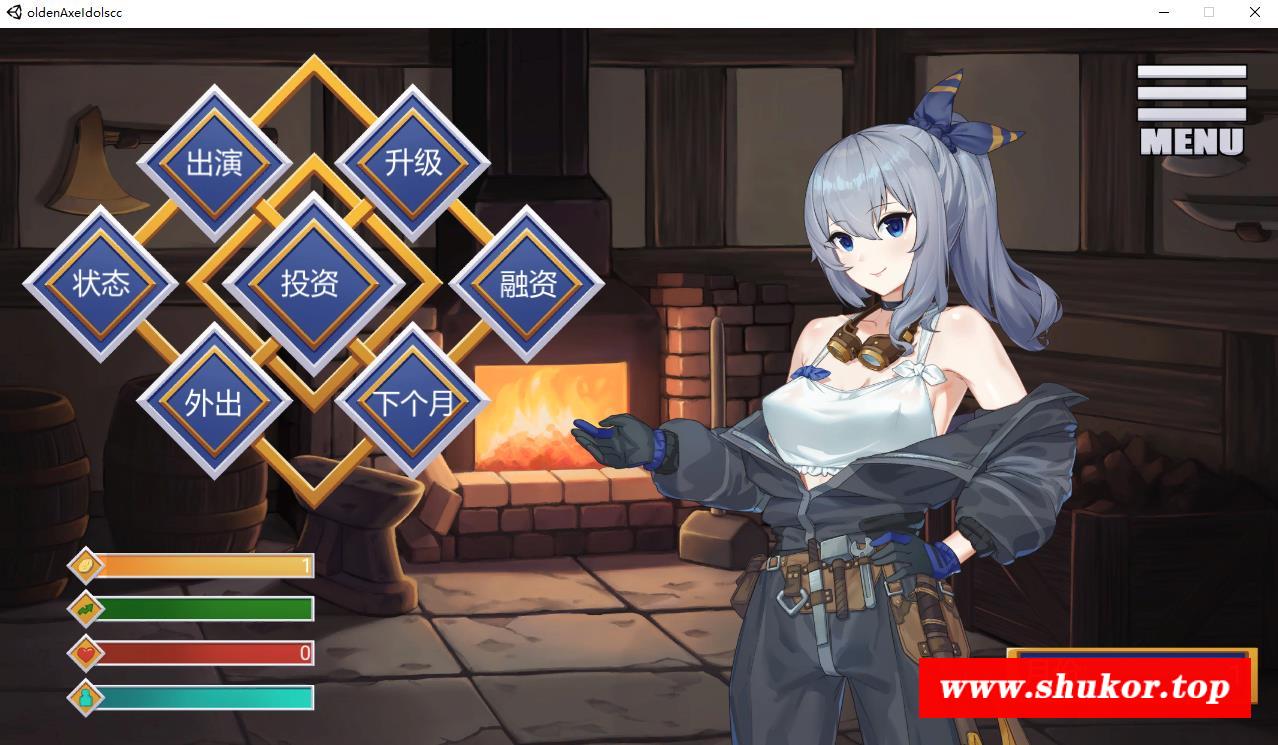 oldenAxeIdolscc
出演
升级
MENU
状态
投资
融资
外出
下个月
1
0
www.shukor.top